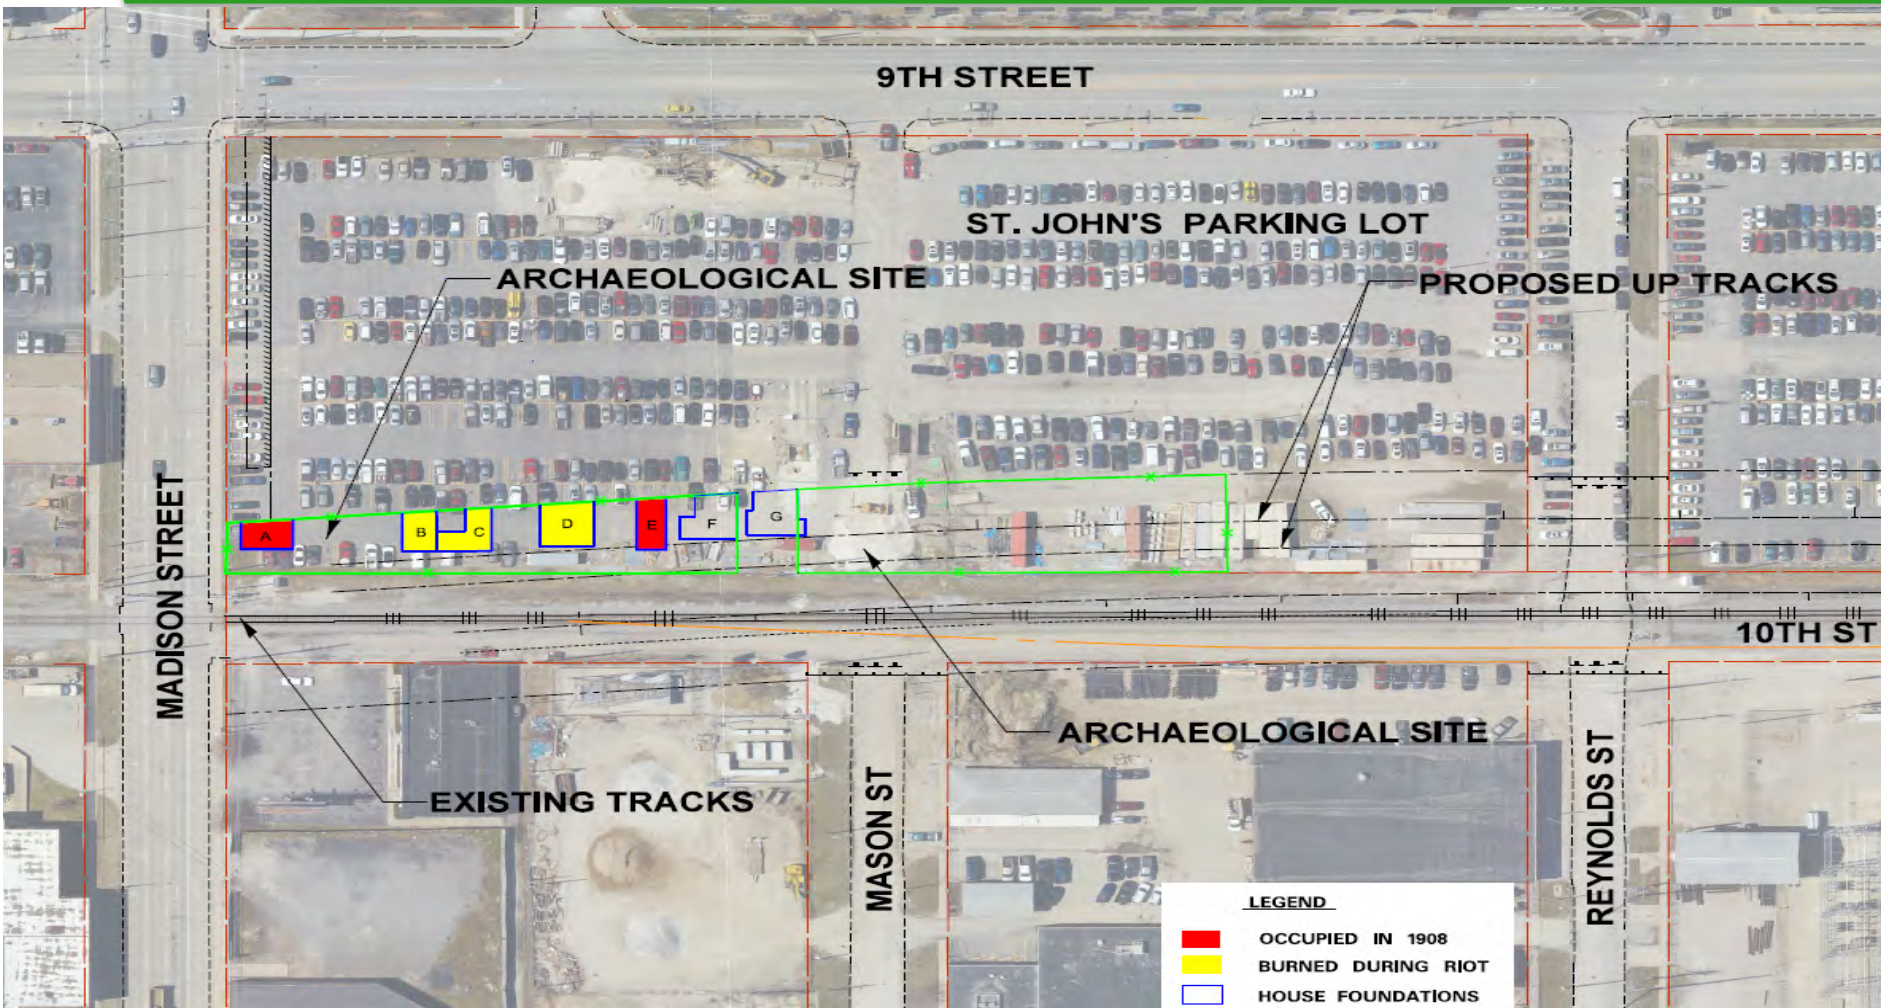 9TH STREET
ST. JOHN'S PARKING LOT
ARCHAEOLOGICAL SITE
PROPOSED UP TRACKS
MADISON STREET
A
B
C
D
E
F
G
10TH ST
ARCHAEOLOGICAL SITE
EXISTING TRACKS
MASON ST
REYNOLDS ST
LEGEND
OCCUPIED IN 1908
BURNED DURING RIOT
HOUSE FOUNDATIONS